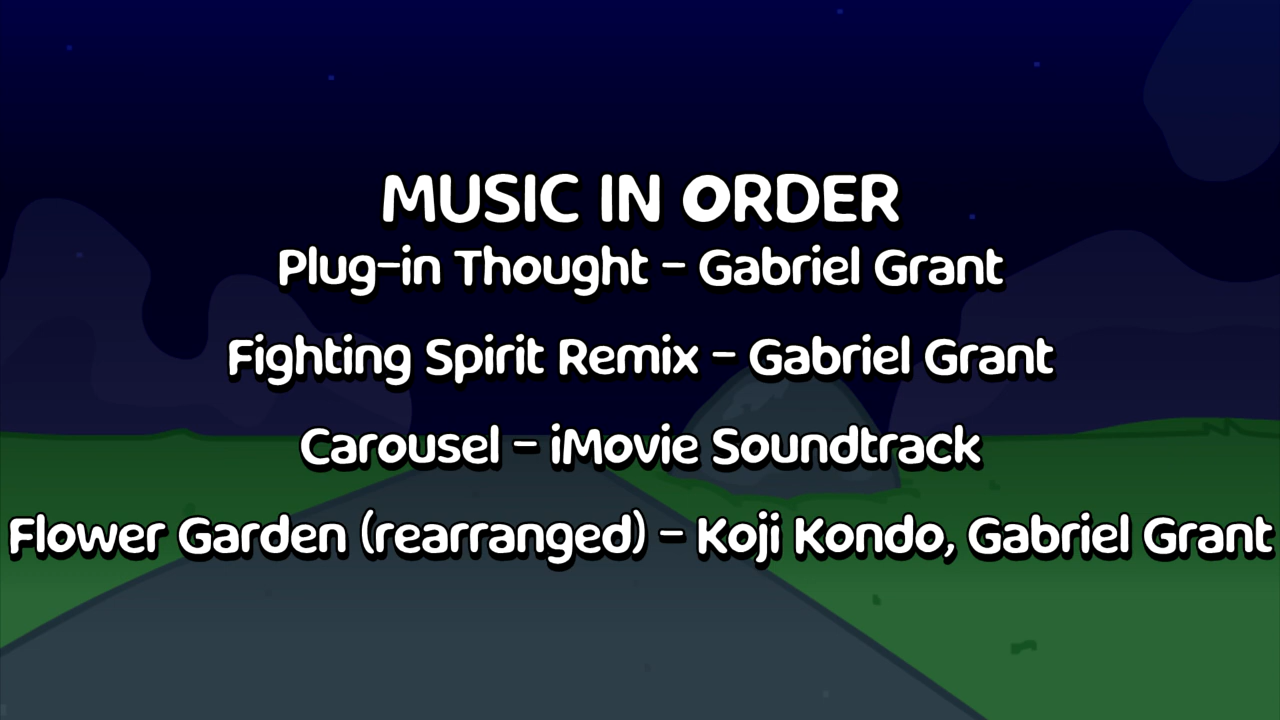 MUSIC IN ORDER
Plug-in Thought - Gabriel Grant
Fighting Spirit Remix - Gabriel Grant
Carousel - iMovie Soundtrack
Flower Garden (rearranged) - Koji Kondo, Gabriel Grant